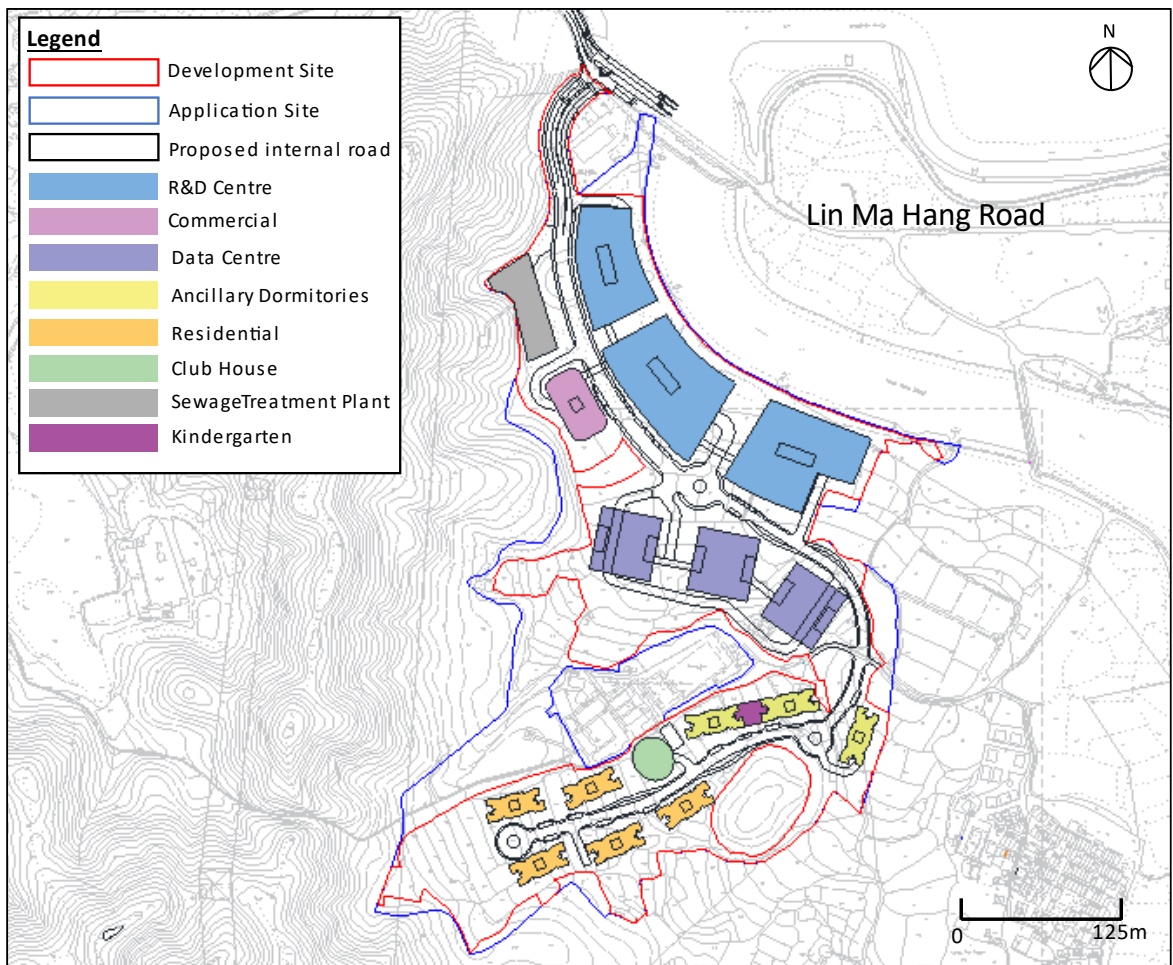 Legend
Development Site
Application Site
Proposed internal road
R&D Centre
Commercial
Data Centre
Ancillary Dormitories
Residential
Club House
SewageTreatment Plant
Kindergarten
N
Lin Ma Hang Road
0 125m